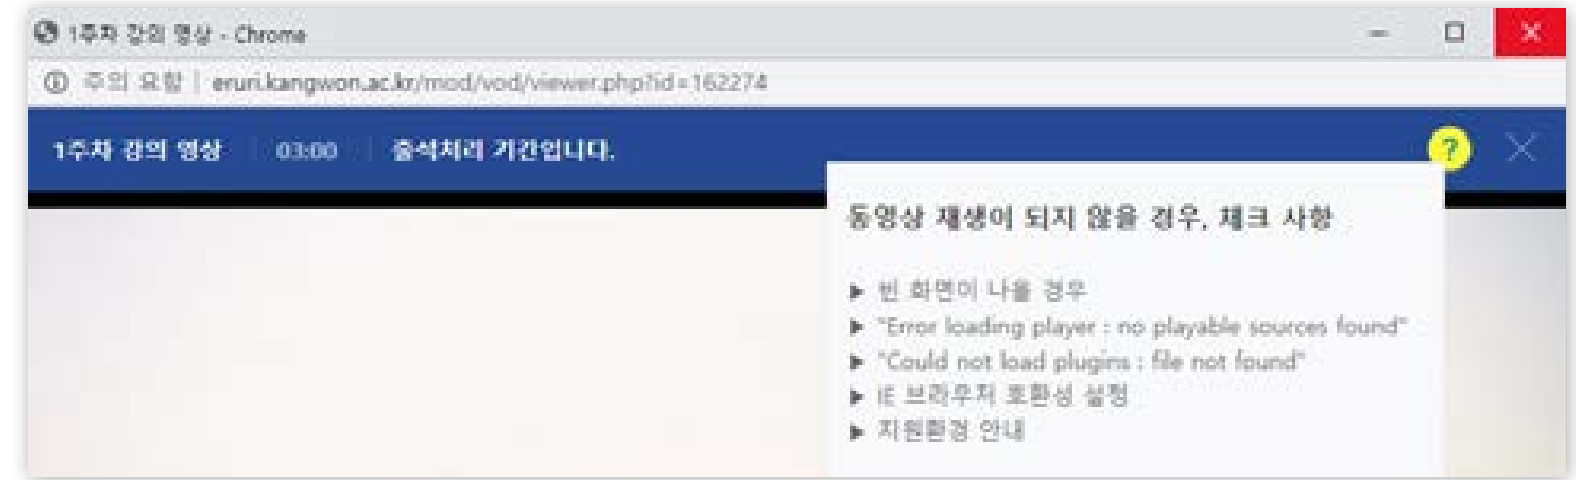 1주차 강의 영상 - Chrome
주의 요함 | eruri.kangwon.ac.kr/mod/vod/viewer.php?id=162274
1주차 강의 영상 03:00 출석처리 기간입니다. ?
동영상 재생이 되지 않을 경우, 체크 사항
▶ 빈 화면이 나올 경우
▶ "Error loading player : no playable sources found"
▶ "Could not load plugins : file not found"
▶ IE 브라우저 호환성 설정
▶ 지원환경 안내